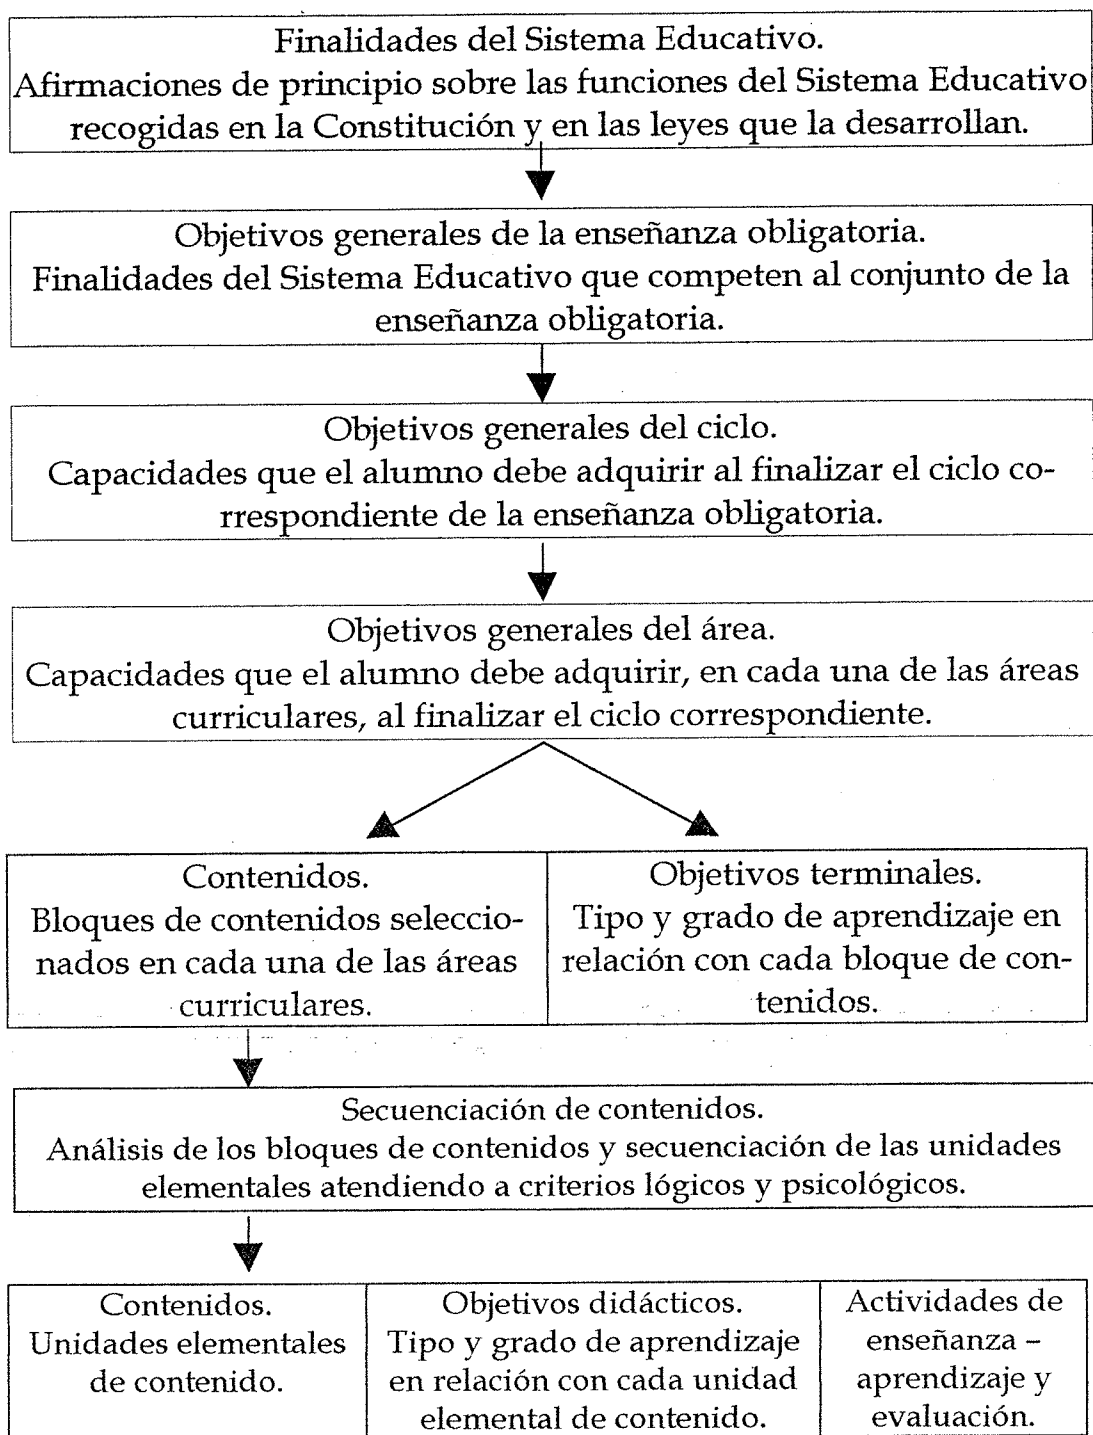 Finalidades del Sistema Educativo.
Afirmaciones de principio sobre las funciones del Sistema Educativo
recogidas en la Constitución y en las leyes que la desarrollan.
Objetivos generales de la enseñanza obligatoria.
Finalidades del Sistema Educativo que competen al conjunto de la
enseñanza obligatoria.
Objetivos generales del ciclo.
Capacidades que el alumno debe adquirir al finalizar el ciclo co-
rrespondiente de la enseñanza obligatoria.
Objetivos generales del área.
Capacidades que el alumno debe adquirir, en cada una de las áreas
curriculares, al finalizar el ciclo correspondiente.
Contenidos.
Bloques de contenidos seleccio-
nados en cada una de las áreas
curriculares.
Objetivos terminales.
Tipo y grado de aprendizaje en
relación con cada bloque de con-
tenidos.
Secuenciación de contenidos.
Análisis de los bloques de contenidos y secuenciación de las unidades
elementales atendiendo a criterios lógicos y psicológicos.
Contenidos.
Unidades elementales
de contenido.
Objetivos didácticos.
Tipo y grado de aprendizaje
en relación con cada unidad
elemental de contenido.
Actividades de
enseñanza –
aprendizaje y
evaluación.